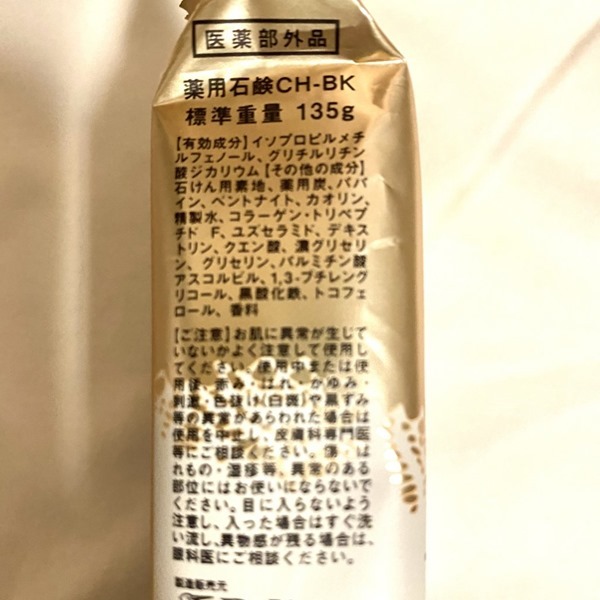 医薬部外品
薬用石鹸CH-BK
標準重量 135g
【有効成分】イソプロピルメチ
ルフェノール、グリチルリチン
酸ジカリウム【その他の成分】
石けん用素地、薬用炭、パパ
イン、ベントナイト、カオリン、
精製水、コラーゲン・トリペプ
チド F、ユズセラミド、デキス
トリン、クエン酸、濃グリセリ
ン、グリセリン、パルミチン酸
アスコルビル、1,3-ブチレング
リコール、黒酸化鉄、トコフェ
ロール、香料
【ご注意】お肌に異常が生じて
いないかよく注意して使用し
てください。使用中または使
用後、赤み・はれ・かゆみ・
刺激・色抜け(白斑)や黒ずみ
等の異常があらわれた場合は
使用を中止し、皮膚科専門医
等にご相談ください。傷・は
れもの・湿疹等、異常のある
部位にはお使いにならないで
ください。目に入らないよう
注意し、入った場合はすぐ洗
い流し、異物感が残る場合は、
眼科医にご相談ください。
製造販売元